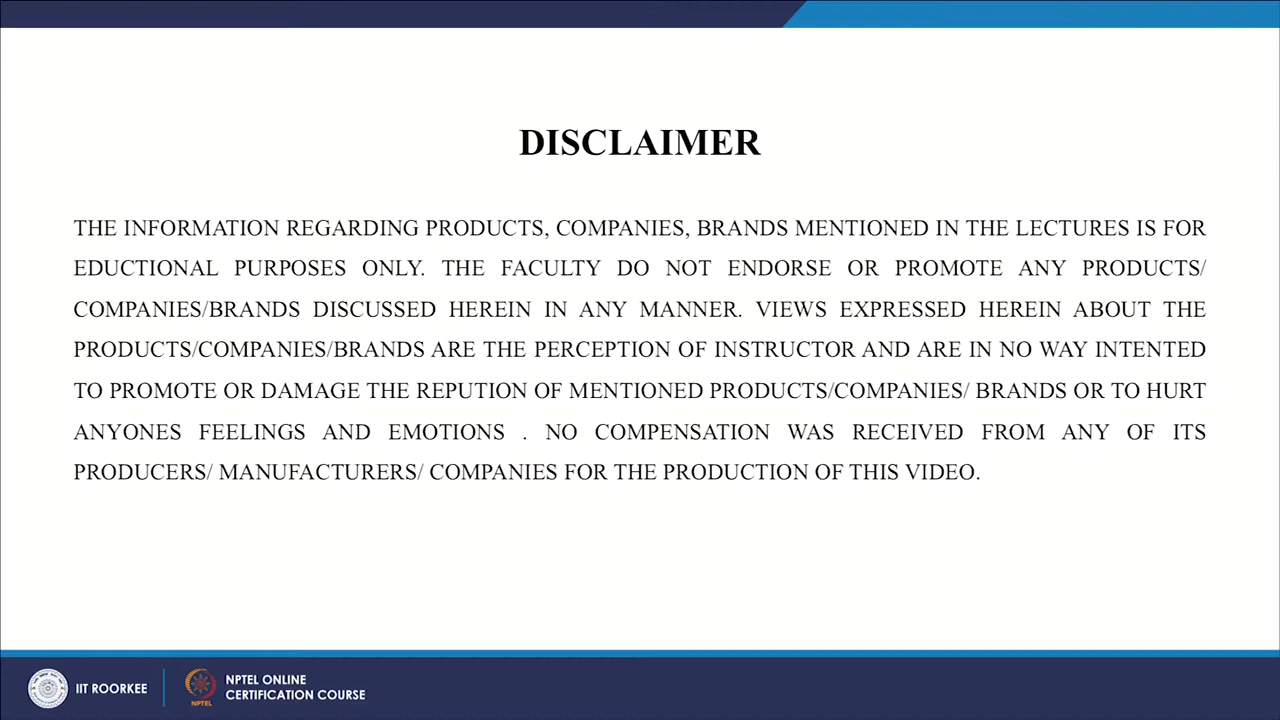 DISCLAIMER
THE INFORMATION REGARDING PRODUCTS, COMPANIES, BRANDS MENTIONED IN THE LECTURES IS FOR
EDUCTIONAL PURPOSES ONLY. THE FACULTY DO NOT ENDORSE OR PROMOTE ANY PRODUCTS/
COMPANIES/BRANDS DISCUSSED HEREIN IN ANY MANNER. VIEWS EXPRESSED HEREIN ABOUT THE
PRODUCTS/COMPANIES/BRANDS ARE THE PERCEPTION OF INSTRUCTOR AND ARE IN NO WAY INTENTED
TO PROMOTE OR DAMAGE THE REPUTION OF MENTIONED PRODUCTS/COMPANIES/ BRANDS OR TO HURT
ANYONES FEELINGS AND EMOTIONS . NO COMPENSATION WAS RECEIVED FROM ANY OF ITS
PRODUCERS/ MANUFACTURERS/ COMPANIES FOR THE PRODUCTION OF THIS VIDEO.
IIT ROORKEE
NPTEL
NPTEL ONLINE
CERTIFICATION COURSE